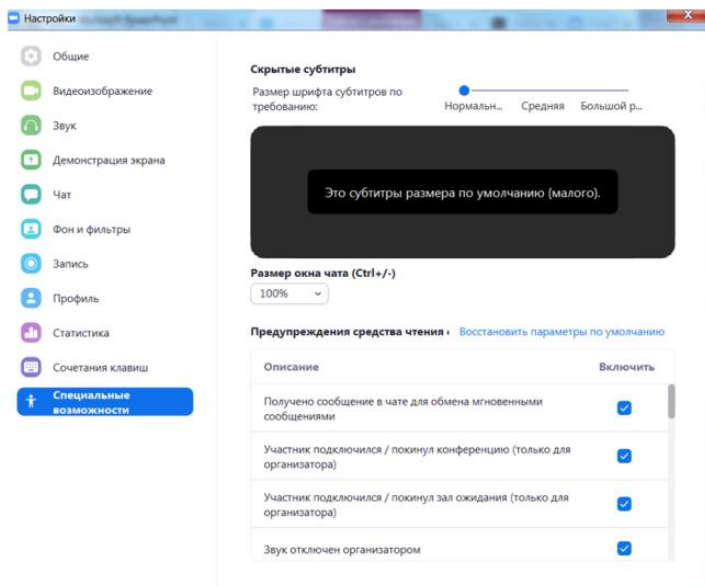 Настройки
Общие
Видеоизображение
Звук
Демонстрация экрана
Чат
Фон и фильтры
Запись
Профиль
Статистика
Сочетания клавиш
Специальные
возможности
Скрытые субтитры
Размер шрифта субтитров по
требованию:
Нормальн... Средняя Большой р...
Это субтитры размера по умолчанию (малого).
Размер окна чата (Ctrl+/-)
100%
Предупреждения средства чтения Восстановить параметры по умолчанию
Описание Включить
Получено сообщение в чате для обмена мгновенными
сообщениями
Участник подключился / покинул конференцию (только для
организатора)
Участник подключился / покинул зал ожидания (только для
организатора)
Звук отключен организатором